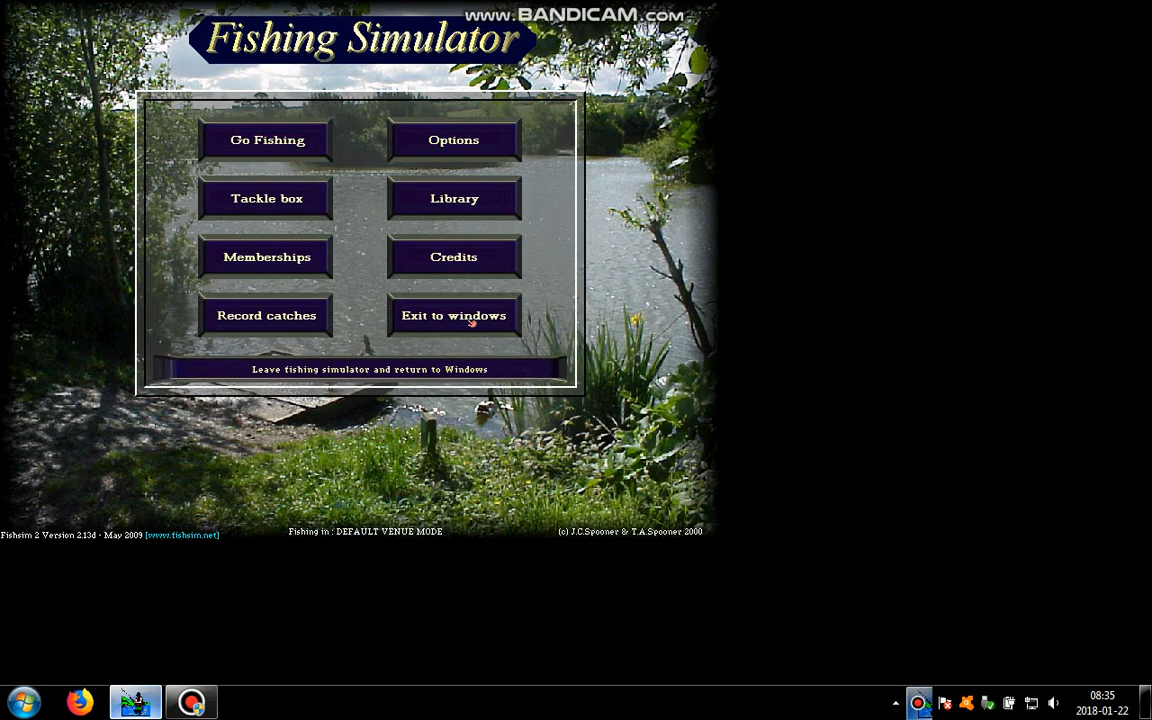 www.BANDICAM.com
Fishing Simulator
Go Fishing
Options
Tackle box
Library
Memberships
Credits
Record catches
Exit to windows
Leave fishing simulator and return to Windows
Fishsim 2 Version 2.13d - May 2009 [www.fishsim.net]
Fishing in : DEFAULT VENUE MODE
(c) J.C.Spooner & T.A.Spooner 2000
08:35
2018-01-22